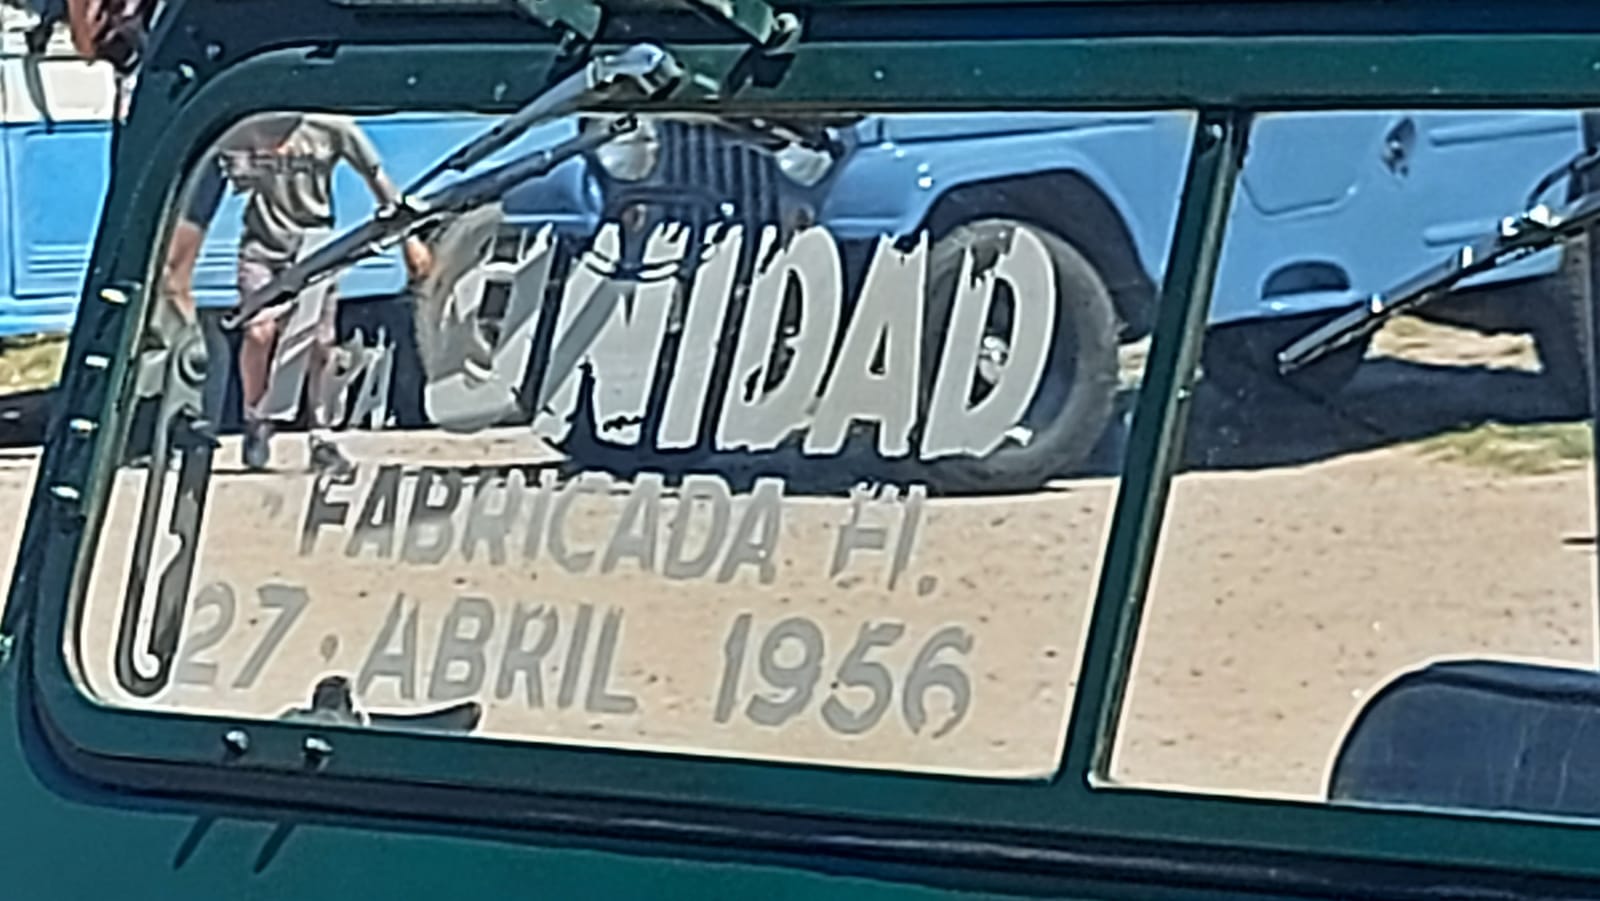 1RA UNIDAD
FABRICADA El.
27 ABRIL 1956